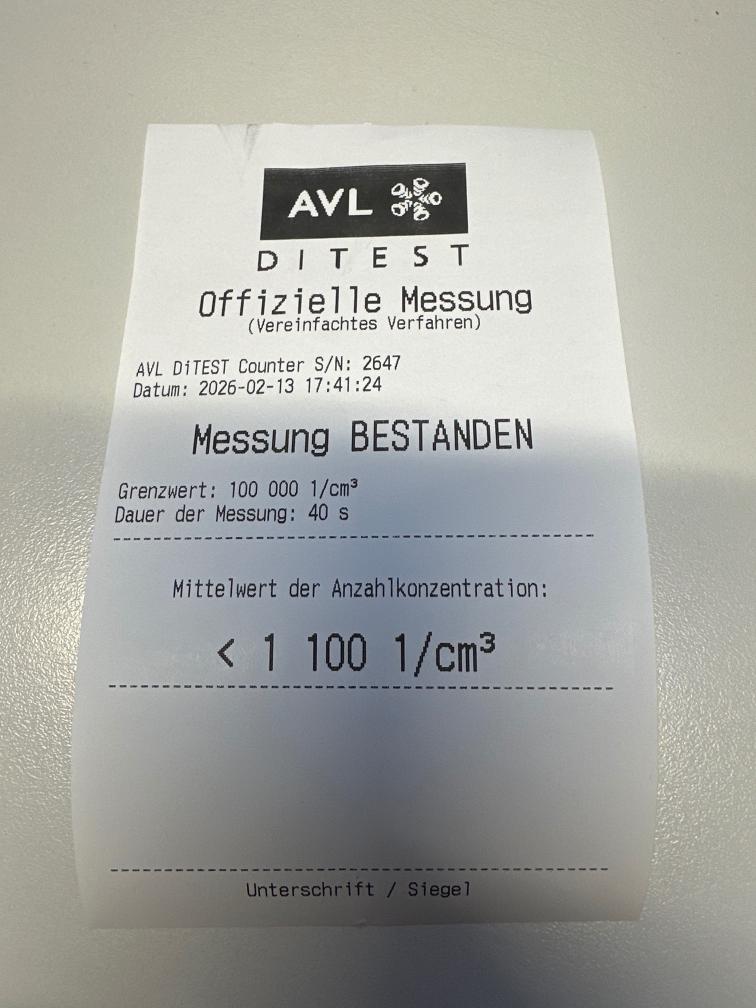 AVL
DITEST
Offizielle Messung
(Vereinfachtes Verfahren)
AVL DiTEST Counter S/N: 2647
Datum: 2026-02-13 17:41:24
Messung BESTANDEN
Grenzwert: 100 000 1/cm³
Dauer der Messung: 40 s
Mittelwert der Anzahlkonzentration:
< 1 100 1/cm³
Unterschrift / Siegel